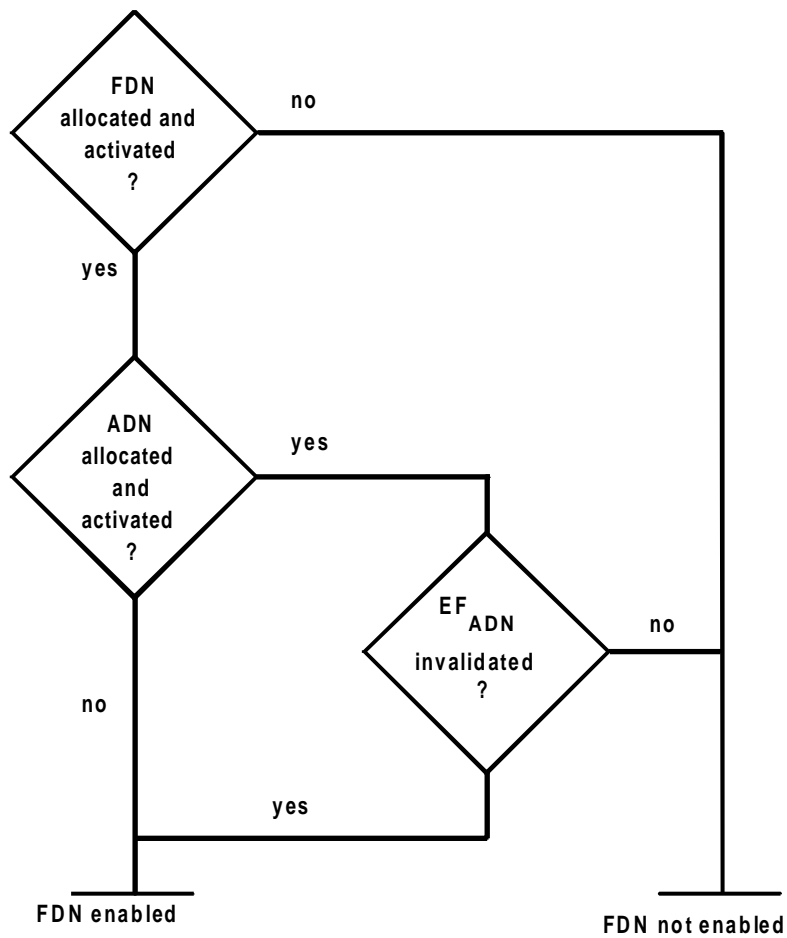 FDN
allocated and
activated
?
no
yes
ADN
allocated
and
activated
?
yes
EF ADN
invalidated
?
no
no
yes
FDN enabled
FDN not enabled